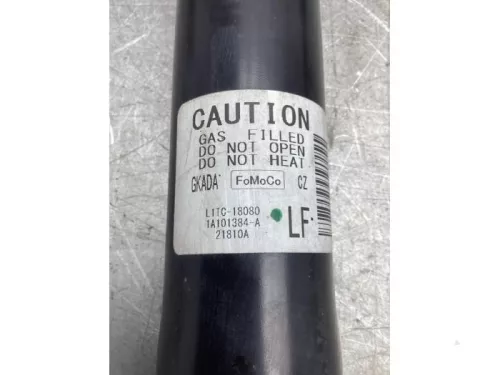 CAUTION
GAS FILLED
DO NOT OPEN
DO NOT HEAT
GKADA FoMoCo CZ
L1TC-18080
1A101384-A
21810A
LF